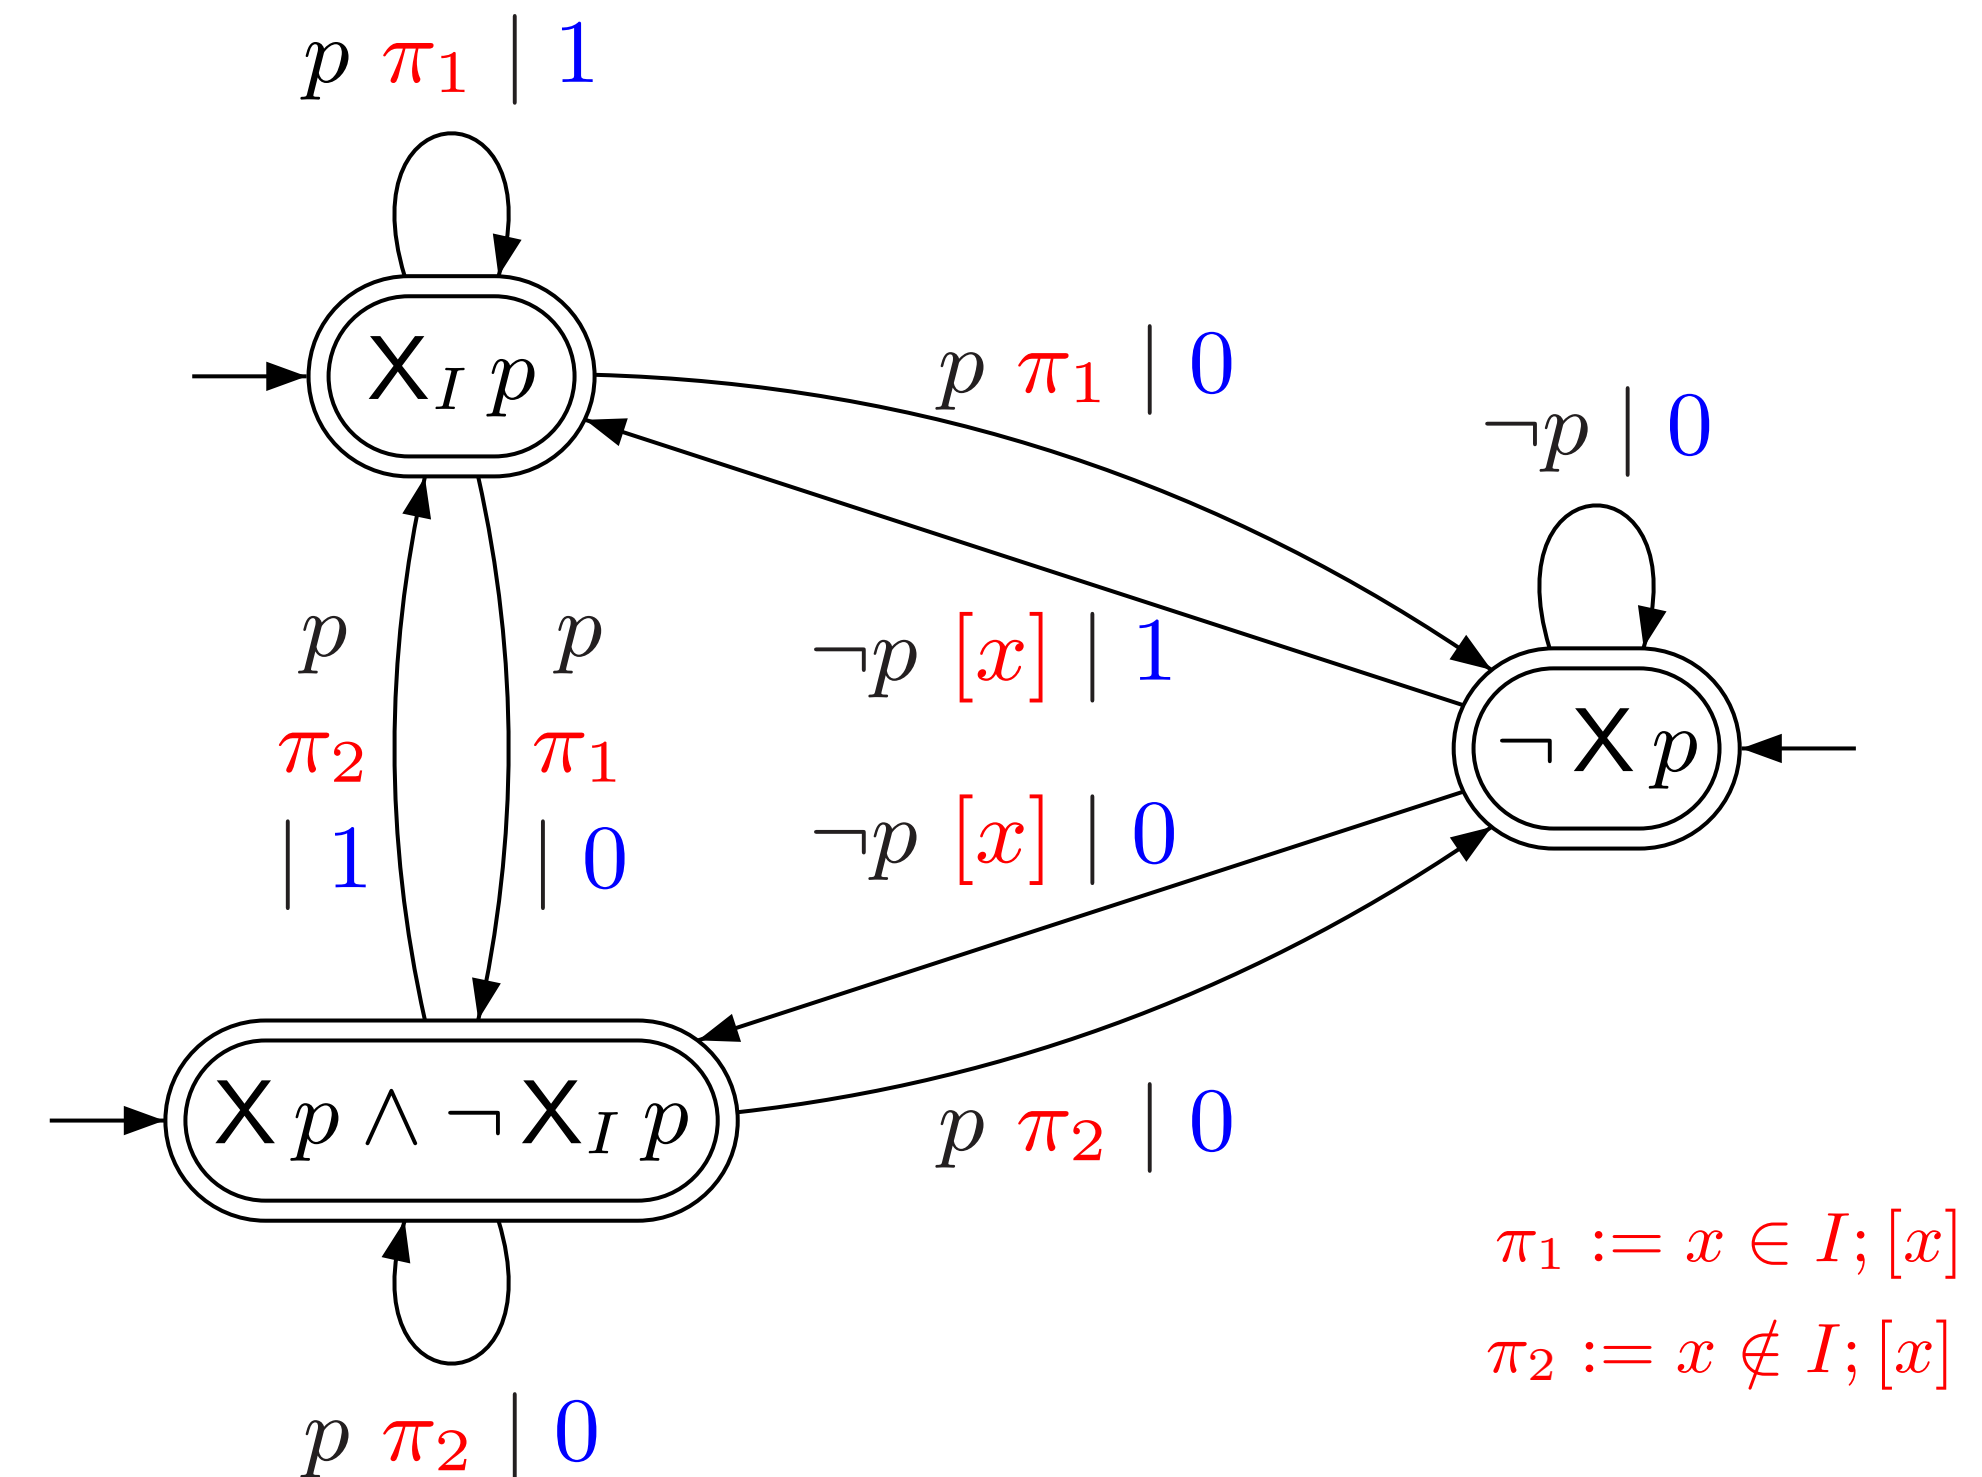 p π₁ | 1
X_I p
p π₁ | 0
¬p | 0
p π₂ | 1
p π₁ | 0
¬p [x] | 1
¬ X p
¬p [x] | 0
X p ∧ ¬ X_I p
p π₂ | 0
π₁ := x ∈ I; [x]
π₂ := x ∉ I; [x]
p π₂ | 0